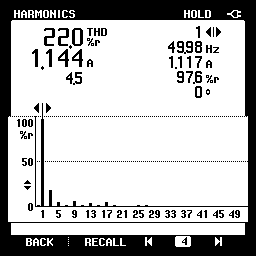 HARMONICS HOLD
22.0 THD %r
1.144 A
4.5
1
49.98 Hz
1.117 A
97.6 %r
0 °
100
%r
50
0
1 5 9 13 17 21 25 29 33 37 41 45 49
BACK RECALL 4